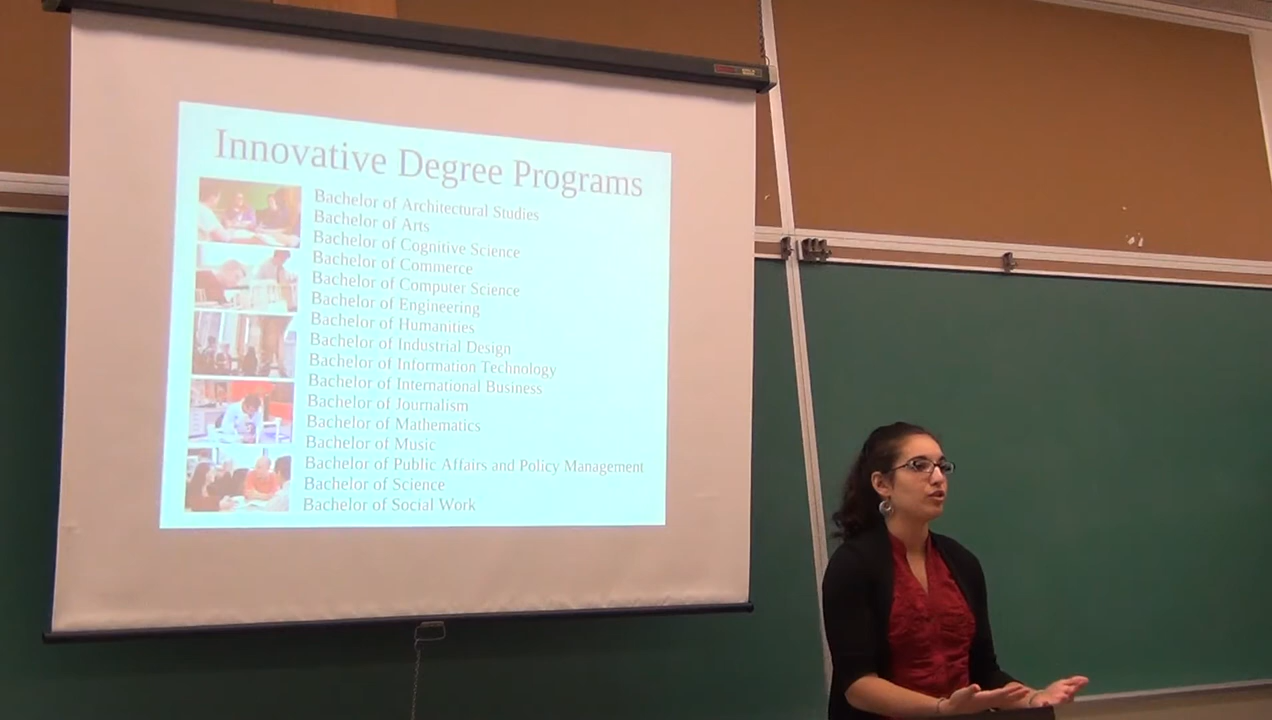 Innovative Degree Programs
Bachelor of Architectural Studies
Bachelor of Arts
Bachelor of Cognitive Science
Bachelor of Commerce
Bachelor of Computer Science
Bachelor of Engineering
Bachelor of Humanities
Bachelor of Industrial Design
Bachelor of Information Technology
Bachelor of International Business
Bachelor of Journalism
Bachelor of Mathematics
Bachelor of Music
Bachelor of Public Affairs and Policy Management
Bachelor of Science
Bachelor of Social Work